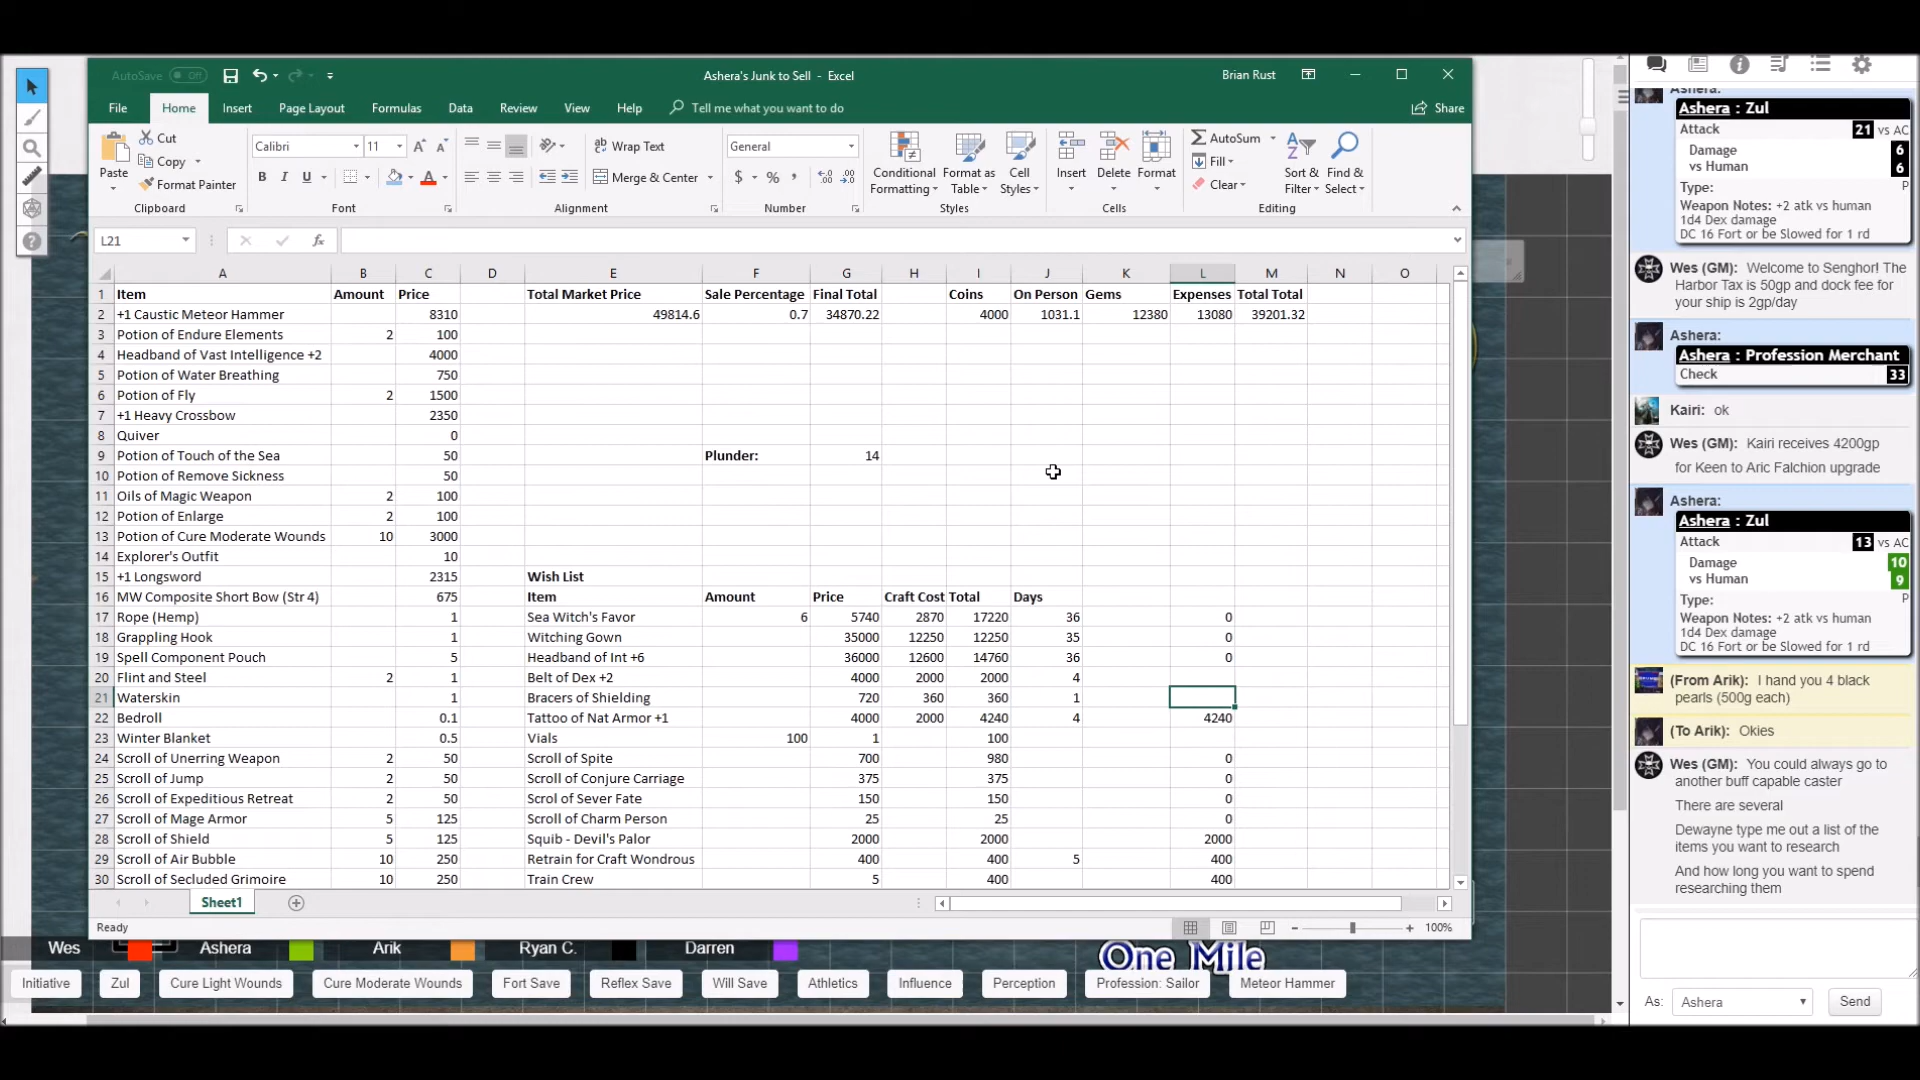 AutoSave Off
Ashera's Junk to Sell - Excel
Brian Rust
File Home Insert Page Layout Formulas Data Review View Help Tell me what you want to do Share
Paste Cut Copy Format Painter Clipboard
Calibri 11 B I U Font
Wrap Text Merge & Center Alignment
General $ % , Number
Conditional Formatting Format as Table Cell Styles Styles
Insert Delete Format Cells
AutoSum Fill Clear Sort & Filter Find & Select Editing
L21 fx
A B C D E F G H I J K L M N O
1 Item Amount Price Total Market Price Sale Percentage Final Total Coins On Person Gems Expenses Total Total
2 +1 Caustic Meteor Hammer 8310 49814.6 0.7 34870.22 4000 1031.1 12380 13080 39201.32
3 Potion of Endure Elements 2 100
4 Headband of Vast Intelligence +2 4000
5 Potion of Water Breathing 750
6 Potion of Fly 2 1500
7 +1 Heavy Crossbow 2350
8 Quiver 0
9 Potion of Touch of the Sea 50 Plunder: 14
10 Potion of Remove Sickness 50
11 Oils of Magic Weapon 2 100
12 Potion of Enlarge 2 100
13 Potion of Cure Moderate Wounds 10 3000
14 Explorer's Outfit 10
15 +1 Longsword 2315 Wish List
16 MW Composite Short Bow (Str 4) 675 Item Amount Price Craft Cost Total Days
17 Rope (Hemp) 1 Sea Witch's Favor 6 5740 2870 17220 36 0
18 Grappling Hook 1 Witching Gown 35000 12250 12250 35 0
19 Spell Component Pouch 5 Headband of Int +6 36000 12600 14760 36 0
20 Flint and Steel 2 1 Belt of Dex +2 4000 2000 2000 4
21 Waterskin 1 Bracers of Shielding 720 360 360 1
22 Bedroll 0.1 Tattoo of Nat Armor +1 4000 2000 4240 4 4240
23 Winter Blanket 0.5 Vials 100 1 100
24 Scroll of Unerring Weapon 2 50 Scroll of Spite 700 980 0
25 Scroll of Jump 2 50 Scroll of Conjure Carriage 375 375 0
26 Scroll of Expeditious Retreat 2 50 Scrol of Sever Fate 150 150 0
27 Scroll of Mage Armor 5 125 Scroll of Charm Person 25 25 0
28 Scroll of Shield 5 125 Squib - Devil's Palor 2000 2000 2000
29 Scroll of Air Bubble 10 250 Retrain for Craft Wondrous 400 400 5 400
30 Scroll of Secluded Grimoire 10 250 Train Crew 5 400 400
Sheet1
Ready 100%
Wes Ashera Arik Ryan C. Darren
One Mile
Initiative Zul Cure Light Wounds Cure Moderate Wounds Fort Save Reflex Save Will Save Athletics Influence Perception Profession: Sailor Meteor Hammer
Ashera:
Ashera : Zul
Attack 21 vs AC
Damage 6
vs Human 6
Type: P
Weapon Notes: +2 atk vs human
1d4 Dex damage
DC 16 Fort or be Slowed for 1 rd
Wes (GM): Welcome to Senghor! The
Harbor Tax is 50gp and dock fee for
your ship is 2gp/day
Ashera:
Ashera : Profession Merchant
Check 33
Kairi: ok
Wes (GM): Kairi receives 4200gp
for Keen to Aric Falchion upgrade
Ashera:
Ashera : Zul
Attack 13 vs AC
Damage 10
vs Human 9
Type: P
Weapon Notes: +2 atk vs human
1d4 Dex damage
DC 16 Fort or be Slowed for 1 rd
(From Arik): I hand you 4 black
pearls (500g each)
(To Arik): Okies
Wes (GM): You could always go to
another buff capable caster
There are several
Dewayne type me out a list of the
items you want to research
And how long you want to spend
researching them
As: Ashera Send